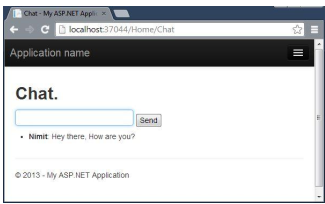 Chat - My ASP.NET Applic
localhost:37044/Home/Chat
Application name
Chat.
Send
Nimit: Hey there, How are you?
© 2013 - My ASP.NET Application